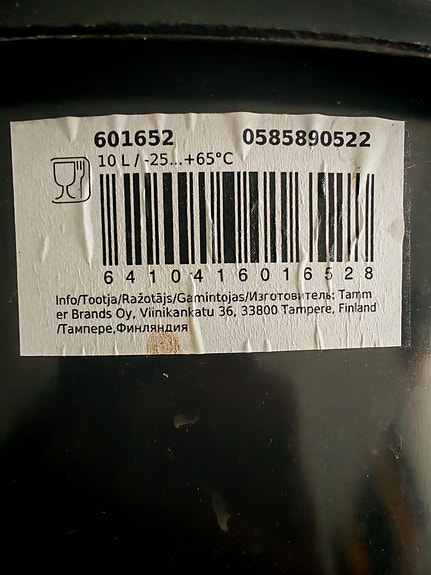 601652 0585890522
10 L / -25...+65°C
6410416016528
Info/Tootja/Ražotājs/Gamintojas/Изготовитель: Tamm
er Brands Oy, Viinikankatu 36, 33800 Tampere, Finland
/Тампере,Финляндия